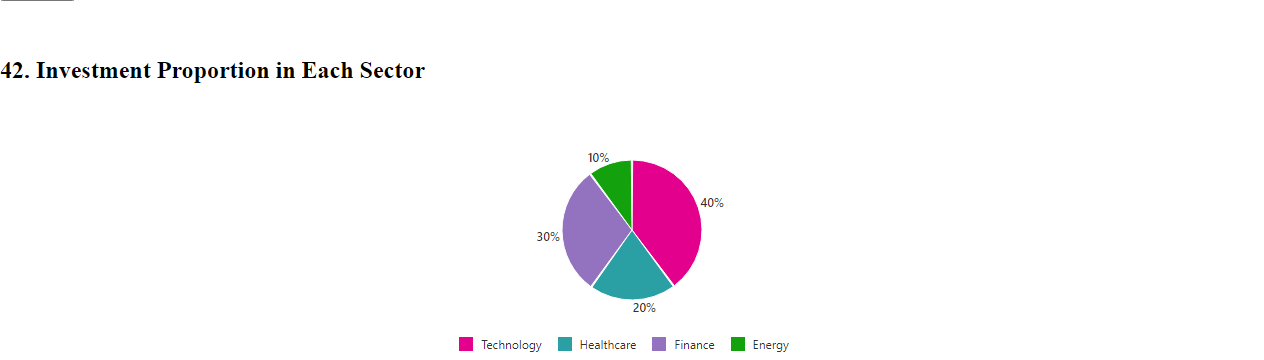 42. Investment Proportion in Each Sector
10%
40%
30%
20%
Technology Healthcare Finance Energy